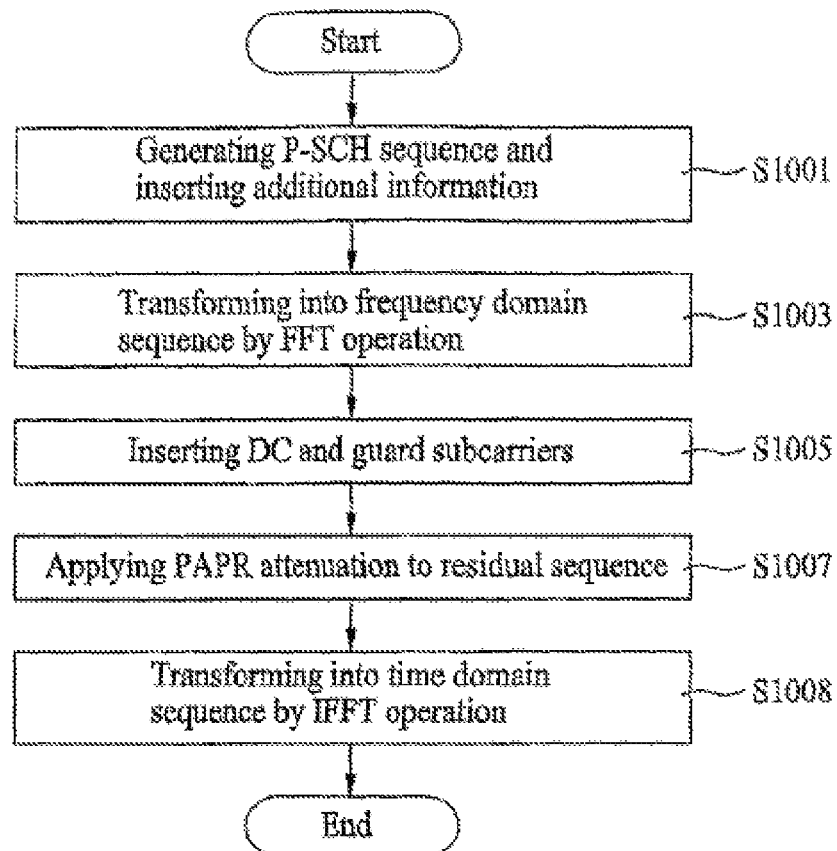 Start
Generating P-SCH sequence and
inserting additional information
S1001
Transforming into frequency domain
sequence by FFT operation
S1003
Inserting DC and guard subcarriers
S1005
Applying PAPR attenuation to residual sequence
S1007
Transforming into time domain
sequence by IFFT operation
S1008
End